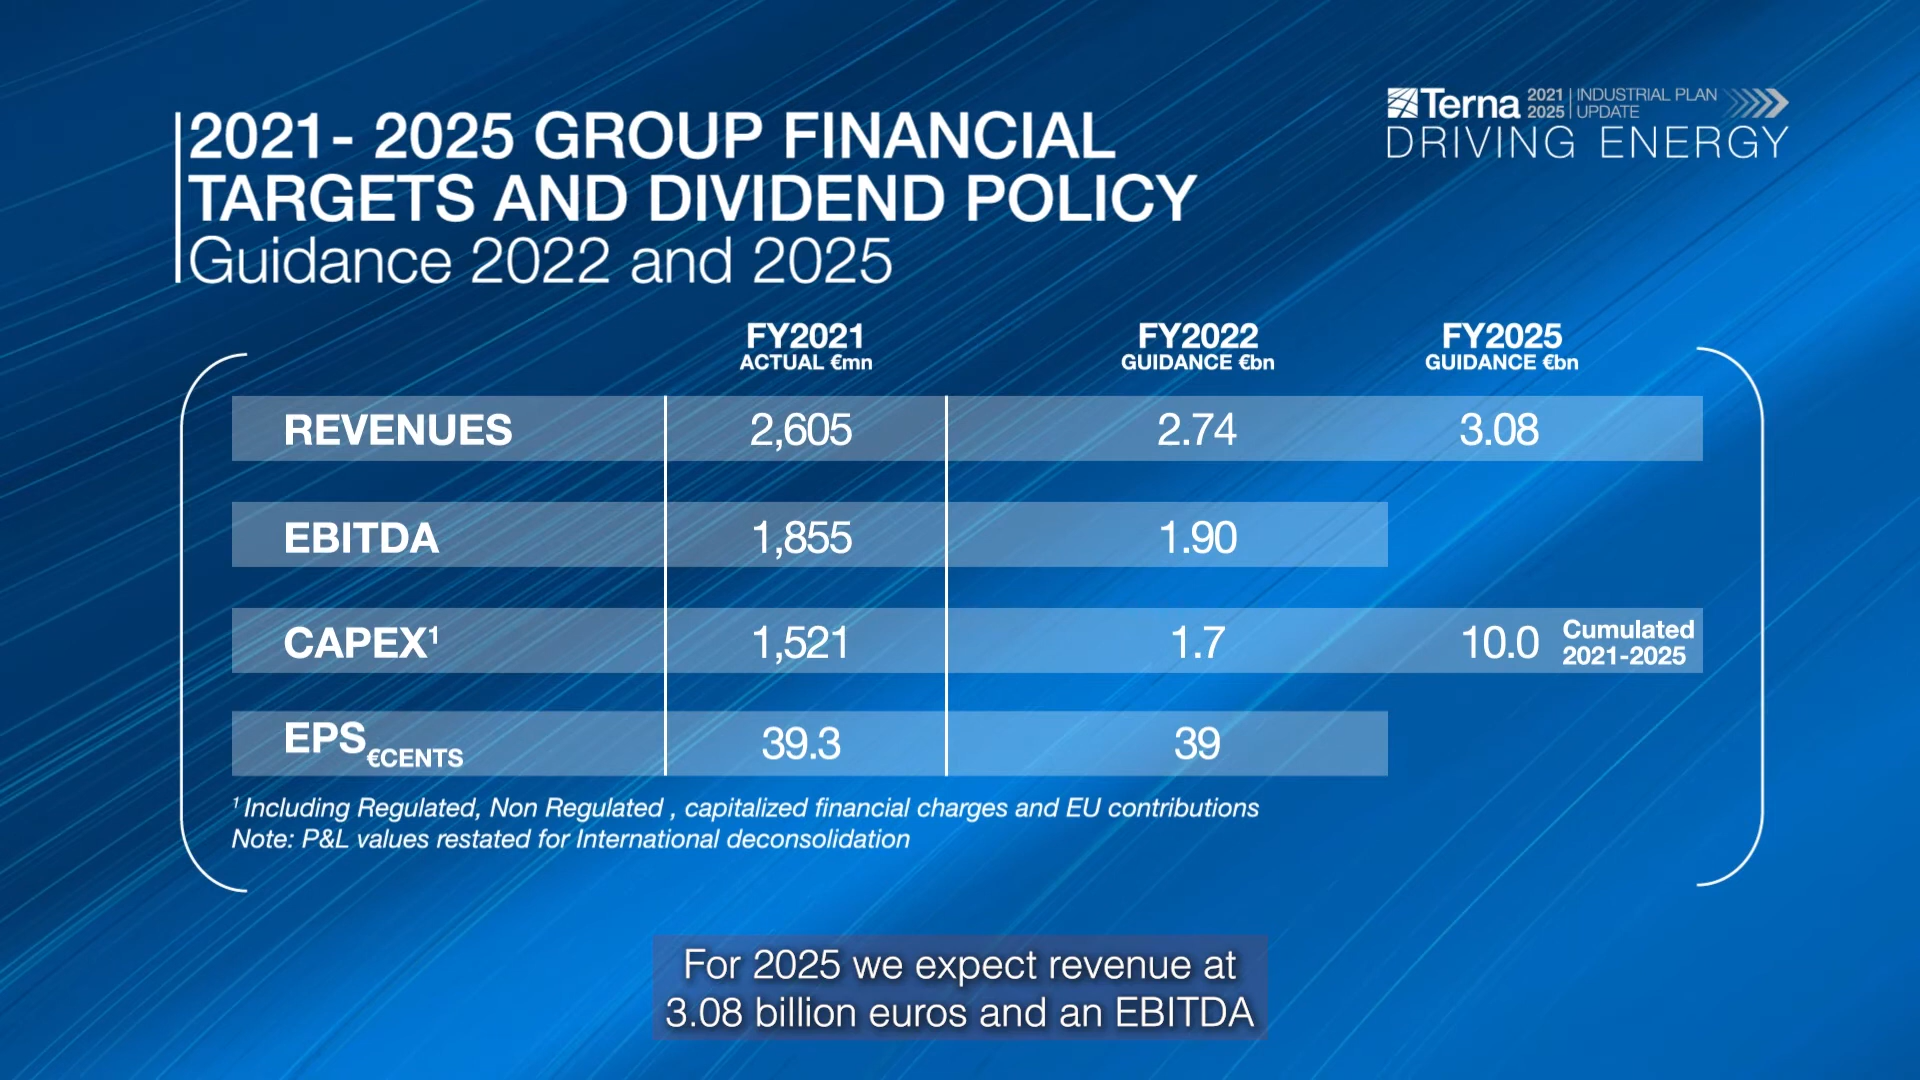 2021- 2025 GROUP FINANCIAL
TARGETS AND DIVIDEND POLICY
Guidance 2022 and 2025
Terna 2021 2025 INDUSTRIAL PLAN UPDATE
DRIVING ENERGY
FY2021 FY2022 FY2025
ACTUAL €mn GUIDANCE €bn GUIDANCE €bn
REVENUES 2,605 2.74 3.08
EBITDA 1,855 1.90
CAPEX¹ 1,521 1.7 10.0 Cumulated 2021-2025
EPS €CENTS 39.3 39
¹ Including Regulated, Non Regulated , capitalized financial charges and EU contributions
Note: P&L values restated for International deconsolidation
For 2025 we expect revenue at
3.08 billion euros and an EBITDA